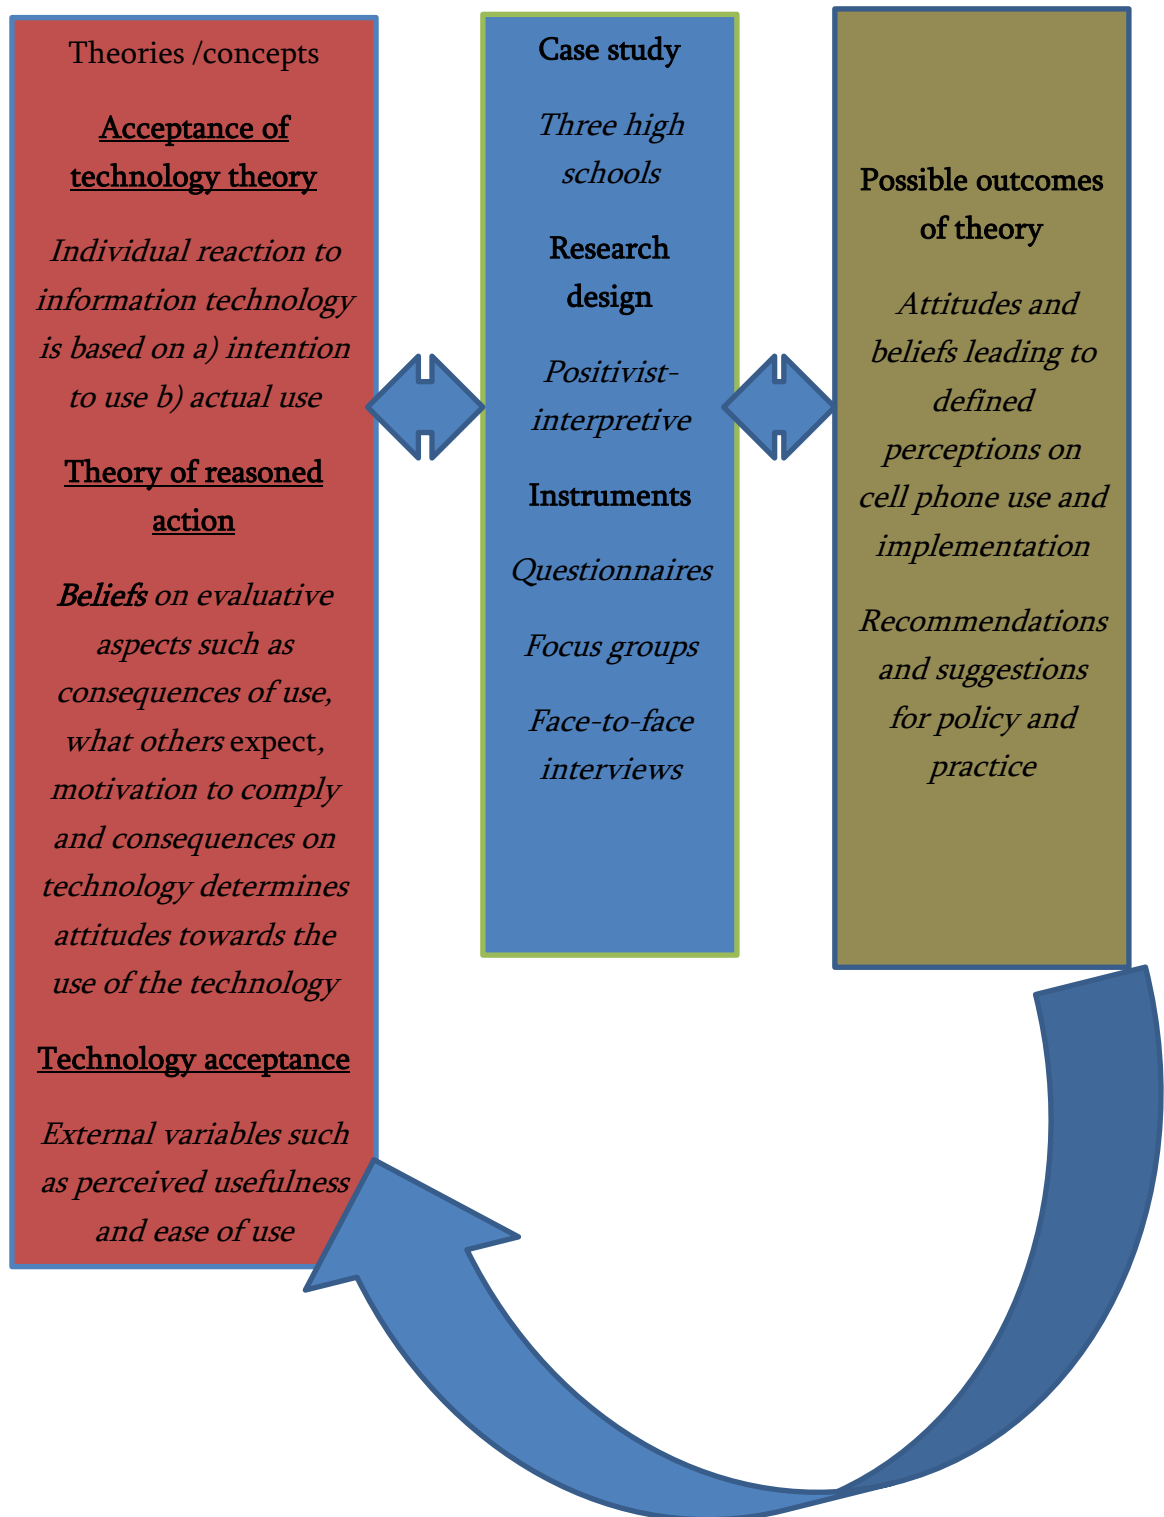 Theories /concepts
Acceptance of
technology theory
Individual reaction to
information technology
is based on a) intention
to use b) actual use
Theory of reasoned
action
Beliefs on evaluative
aspects such as
consequences of use,
what others expect,
motivation to comply
and consequences on
technology determines
attitudes towards the
use of the technology
Technology acceptance
External variables such
as perceived usefulness
and ease of use
Case study
Three high
schools
Research
design
Positivist-
interpretive
Instruments
Questionnaires
Focus groups
Face-to-face
interviews
Possible outcomes
of theory
Attitudes and
beliefs leading to
defined
perceptions on
cell phone use and
implementation
Recommendations
and suggestions
for policy and
practice